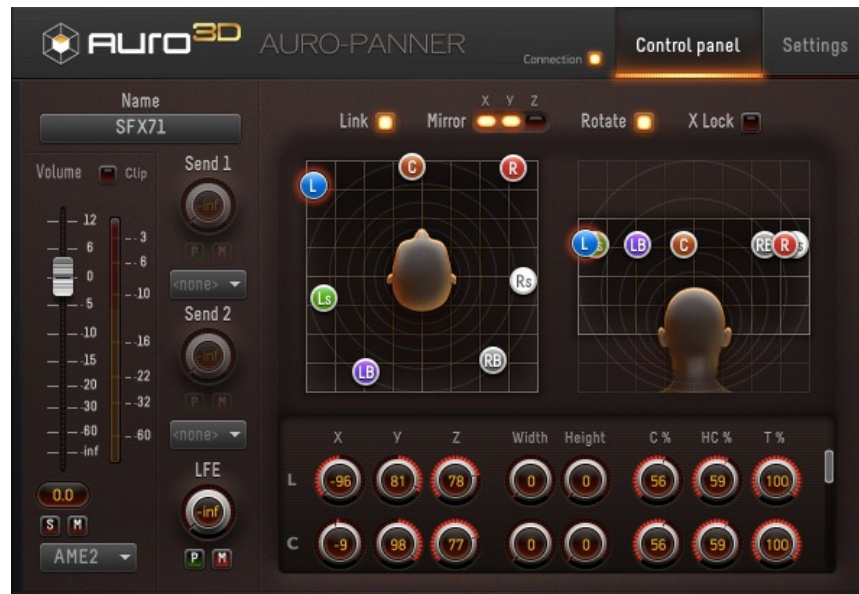 AURO3D AURO-PANNER
Connection
Control panel
Settings
Name
SFX71
Volume
Clip
12
6
0
5
10
15
20
30
60
inf
3
6
10
16
22
32
60
0.0
S M
AME2
Send 1
-inf
P M
<none>
Send 2
-inf
P M
<none>
LFE
-inf
P M
Link
Mirror
X Y Z
Rotate
X Lock
L
C
R
Ls
Rs
LB
RB
L
s
LB
C
RB
R
s
X Y Z Width Height C % HC % T %
L -96 81 78 0 0 56 59 100
C -9 98 77 0 0 56 59 100